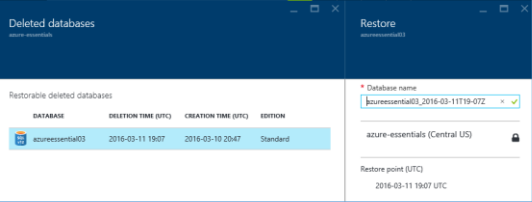 Deleted databases
azure-essentials
Restorable deleted databases
DATABASE DELETION TIME (UTC) CREATION TIME (UTC) EDITION
azureessential03 2016-03-11 19:07 2016-03-10 20:47 Standard
Restore
azureessential03
* Database name
azureessential03_2016-03-11T19-07Z
azure-essentials (Central US)
Restore point (UTC)
2016-03-11 19:07 UTC